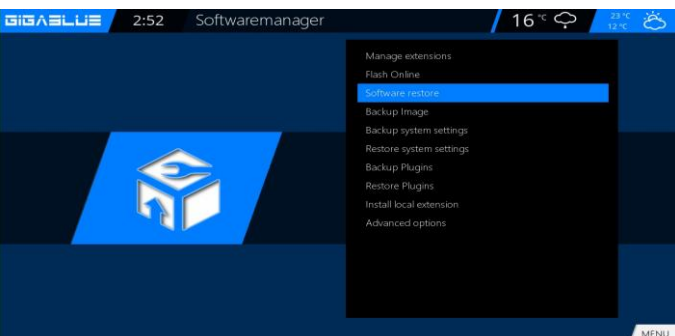 GIGABLUE 2:52 Softwaremanager 16 °C 23 °C
12 °C
Manage extensions
Flash Online
Software restore
Backup Image
Backup system settings
Restore system settings
Backup Plugins
Restore Plugins
Install local extension
Advanced options
MENU